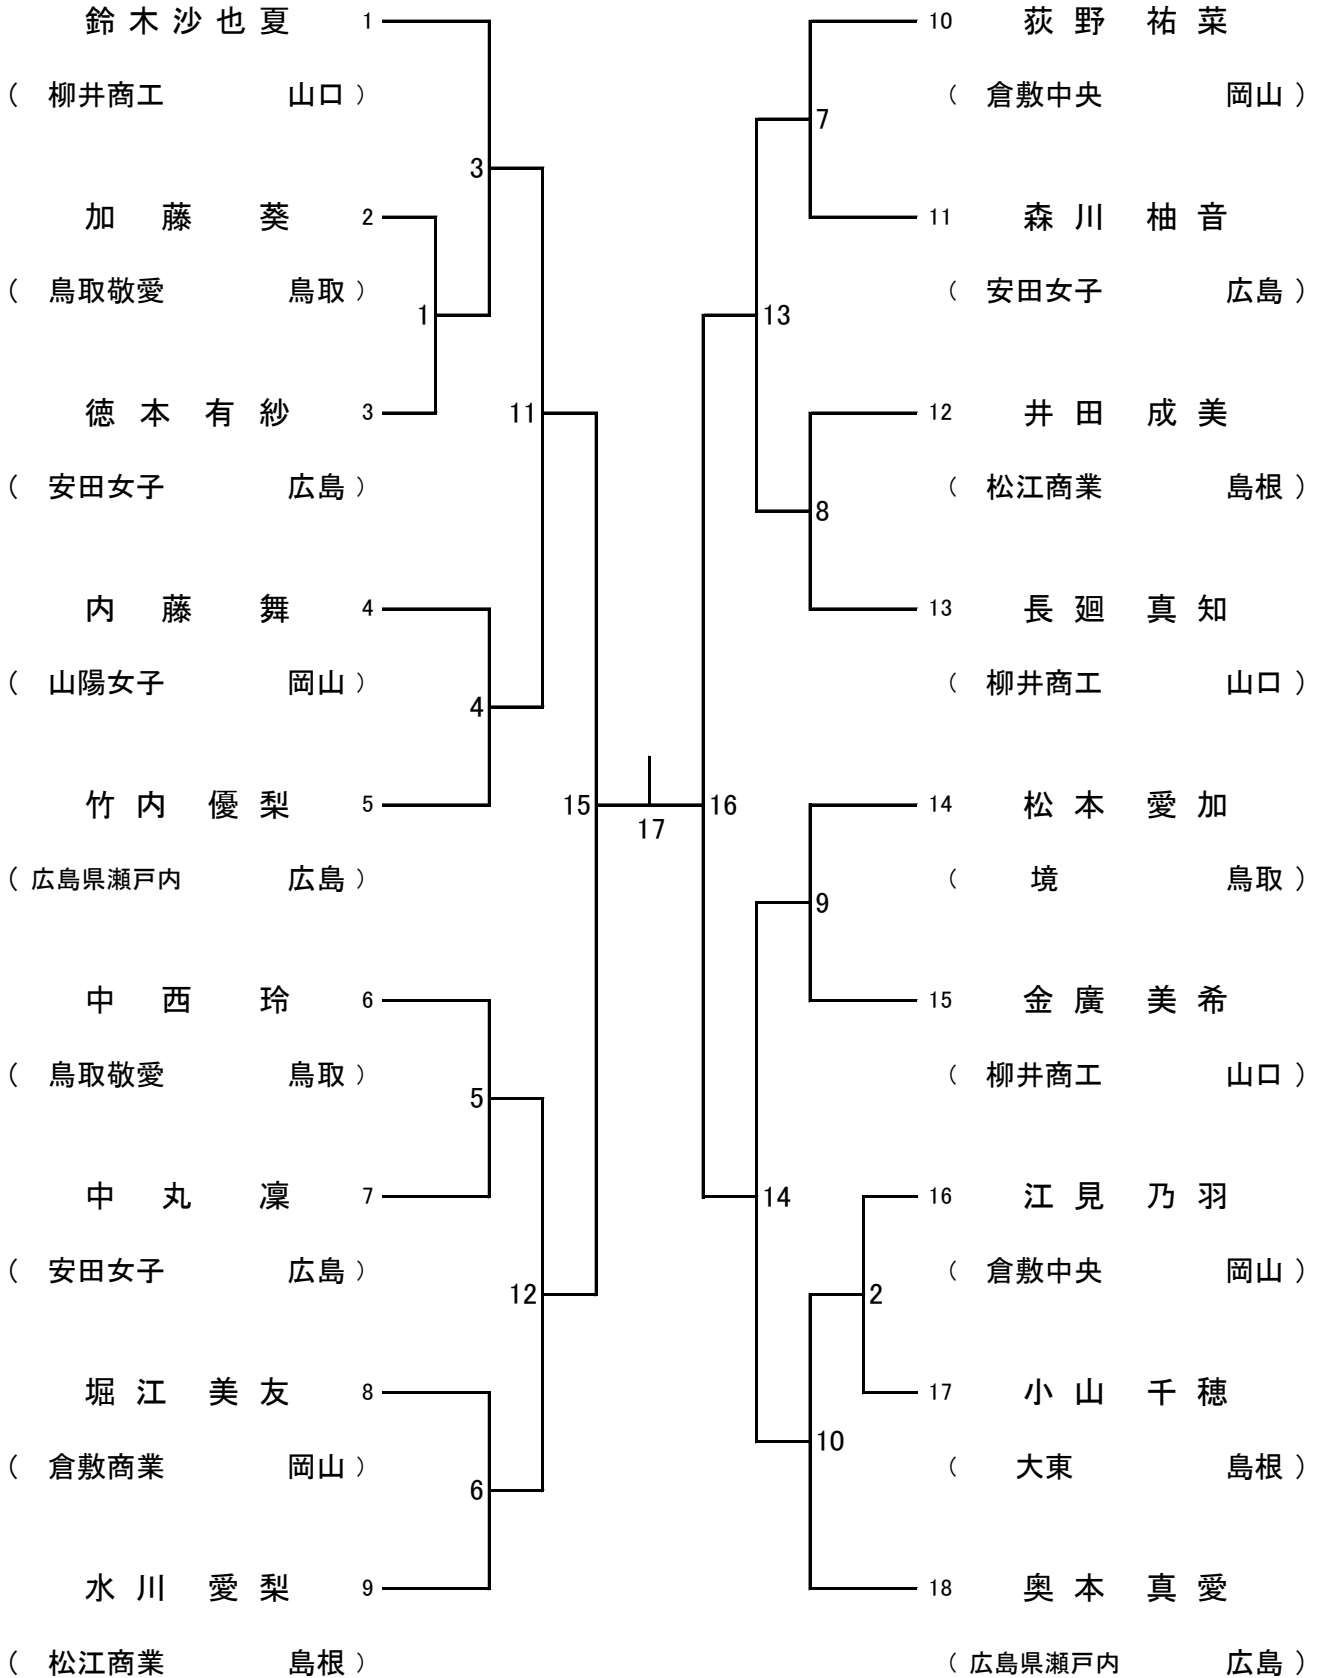 鈴木沙也夏 1
（ 柳井商工 山口 ）
3
加藤 葵 2
（ 鳥取敬愛 鳥取 ）
1
徳本 有紗 3
11
（ 安田女子 広島 ）
内藤 舞 4
（ 山陽女子 岡山 ）
4
竹内 優梨 5
15
（ 広島県瀬戸内 広島 ）
中西 玲 6
（ 鳥取敬愛 鳥取 ）
5
中丸 凜 7
（ 安田女子 広島 ）
12
堀江 美友 8
（ 倉敷商業 岡山 ）
6
水川 愛梨 9
（ 松江商業 島根 ）
17
10 荻野 祐菜
（ 倉敷中央 岡山 ）
7
11 森川 柚音
（ 安田女子 広島 ）
13
12 井田 成美
（ 松江商業 島根 ）
8
13 長廻 真知
（ 柳井商工 山口 ）
16
14 松本 愛加
（ 境 鳥取 ）
9
15 金廣 美希
（ 柳井商工 山口 ）
14
16 江見 乃羽
（ 倉敷中央 岡山 ）
2
17 小山 千穂
10
（ 大東 島根 ）
18 奥本 真愛
（ 広島県瀬戸内 広島 ）